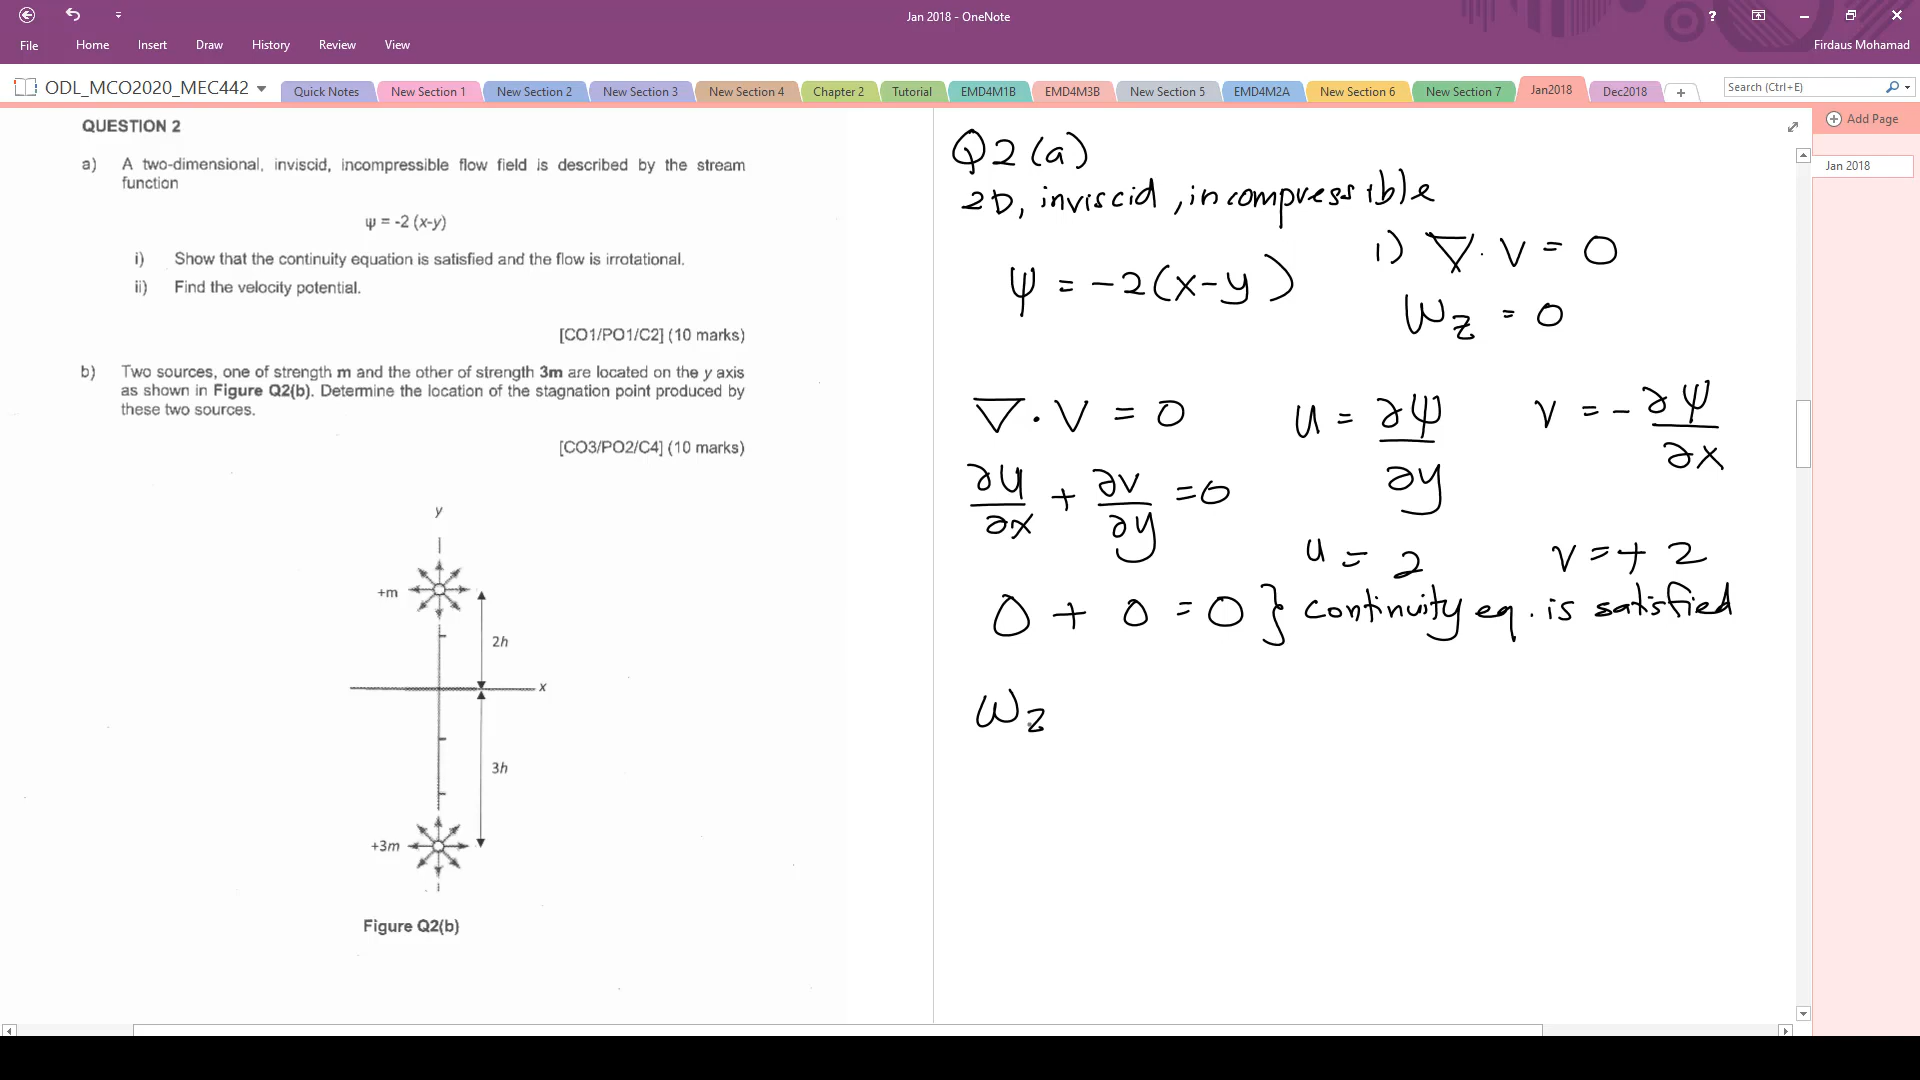 Jan 2018 - OneNote
?
File Home Insert Draw History Review View
Firdaus Mohamad
ODL_MCO2020_MEC442
Quick Notes New Section 1 New Section 2 New Section 3 New Section 4 Chapter 2 Tutorial EMD4M1B EMD4M3B New Section 5 EMD4M2A New Section 6 New Section 7 Jan2018 Dec2018 +
Search (Ctrl+E)
Add Page
Jan 2018
QUESTION 2
a) A two-dimensional, inviscid, incompressible flow field is described by the stream
function
ψ = -2 (x-y)
i) Show that the continuity equation is satisfied and the flow is irrotational.
ii) Find the velocity potential.
[CO1/PO1/C2] (10 marks)
b) Two sources, one of strength m and the other of strength 3m are located on the y axis
as shown in Figure Q2(b). Determine the location of the stagnation point produced by
these two sources.
[CO3/PO2/C4] (10 marks)
y
+m
2h
x
3h
+3m
Figure Q2(b)
Q2(a)
2D, inviscid, incompressible
ψ = -2(x-y)
i) ∇ · V = 0
ωz = 0
∇ · V = 0
u = ∂ψ/∂y
v = -∂ψ/∂x
∂u/∂x + ∂v/∂y = 0
u = 2
v = + 2
0 + 0 = 0 } continuity eq. is satisfied
ωz